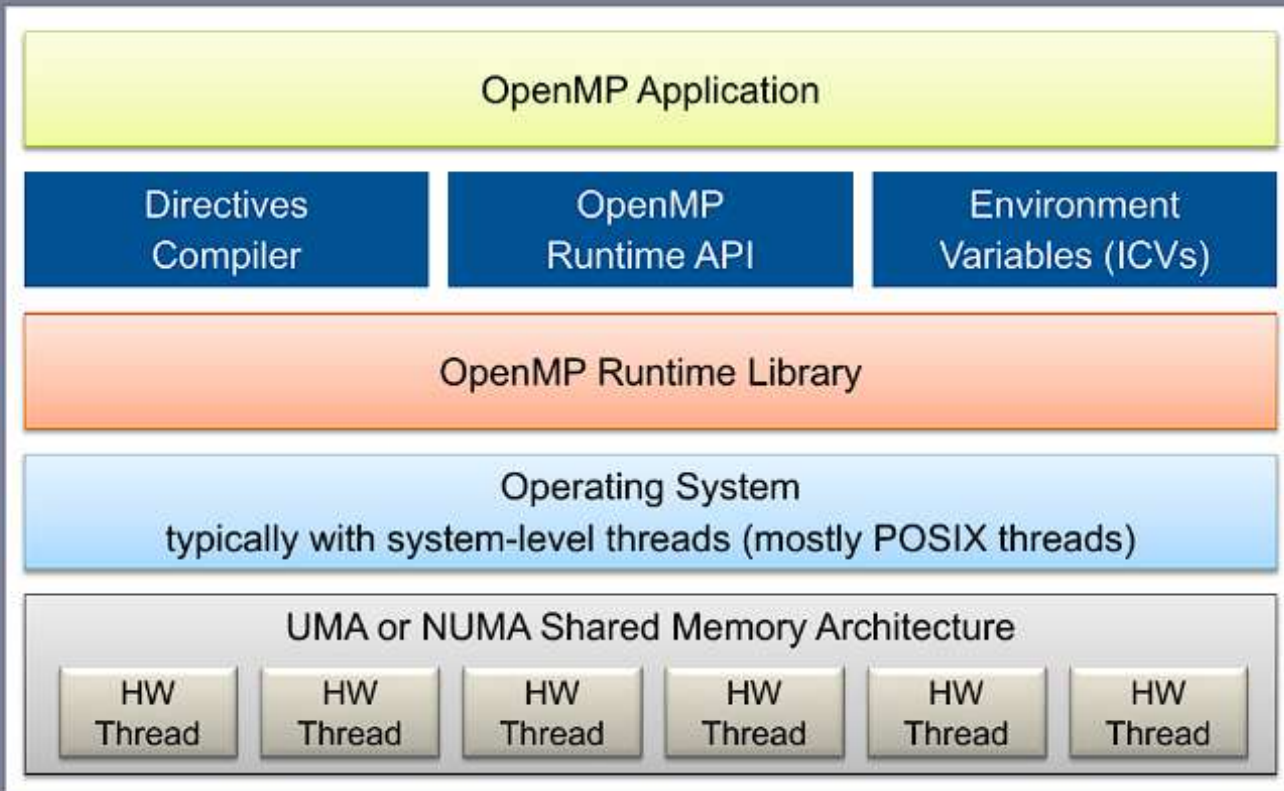 OpenMP Application
Directives
Compiler
OpenMP
Runtime API
Environment
Variables (ICVs)
OpenMP Runtime Library
Operating System
typically with system-level threads (mostly POSIX threads)
UMA or NUMA Shared Memory Architecture
HW
Thread
HW
Thread
HW
Thread
HW
Thread
HW
Thread
HW
Thread